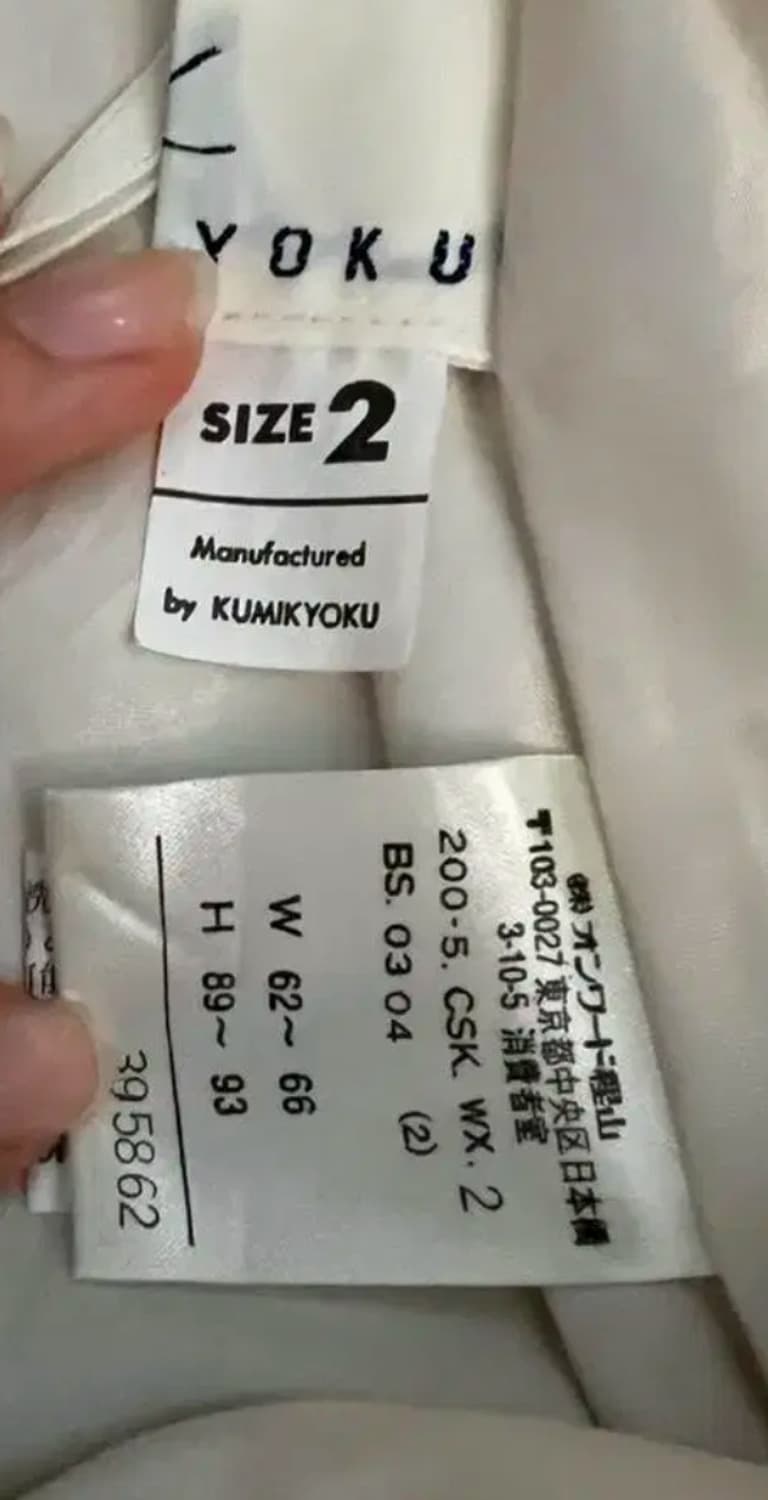 YOKU
SIZE 2
Manufactured
by KUMIKYOKU
㈱オンワード樫山
〒103-0027 東京都中央区日本橋
3-10-5 消費者室
200-5. CSK. WX. 2
BS. 03 04 (2)
W 62~ 66
H 89~ 93
395862
洗